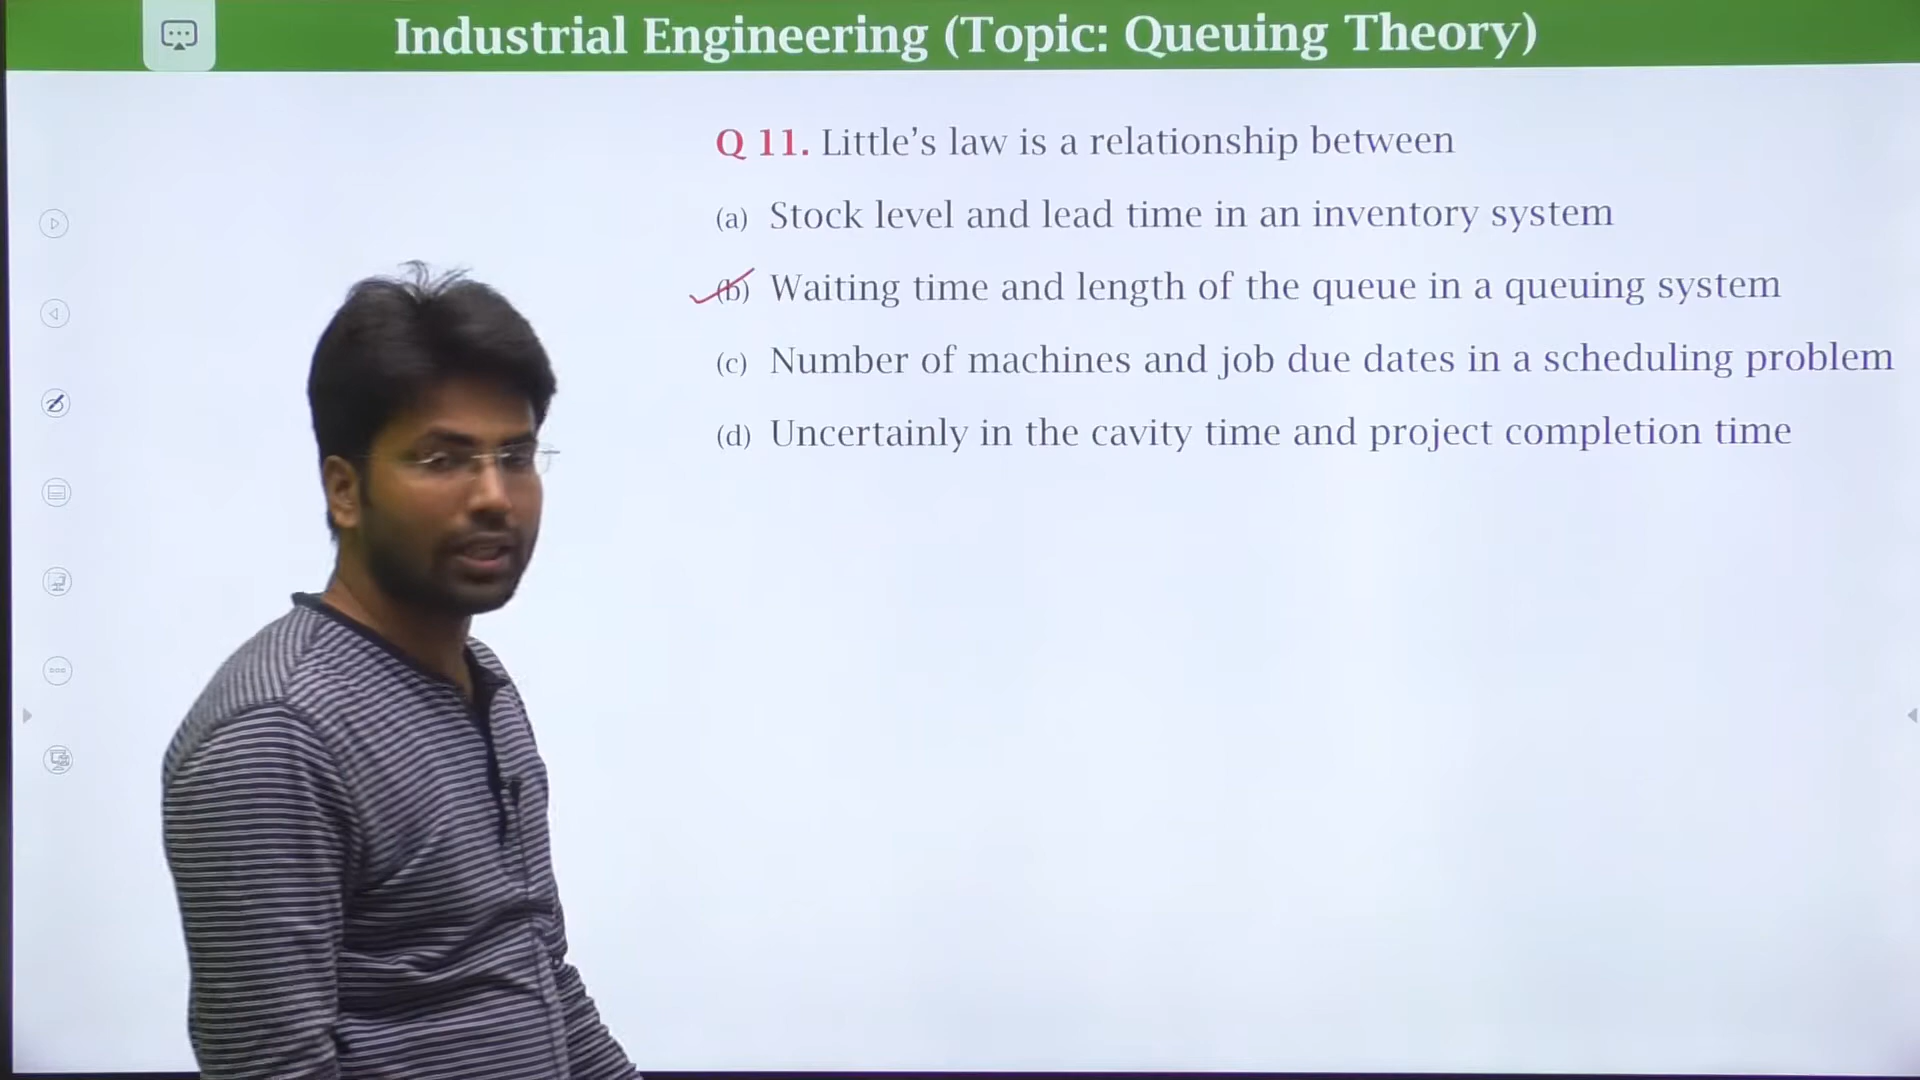 Industrial Engineering (Topic: Queuing Theory)
Q 11. Little's law is a relationship between
(a) Stock level and lead time in an inventory system
(b) Waiting time and length of the queue in a queuing system
(c) Number of machines and job due dates in a scheduling problem
(d) Uncertainly in the cavity time and project completion time